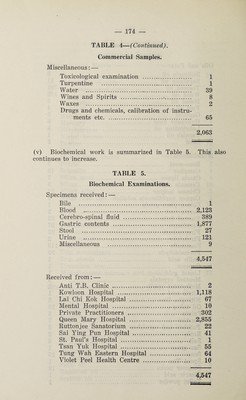 — 174 —
TABLE 4—(Continued).
Commercial Samples.
Miscellaneous:—
Toxicological examination .................. 1
Turpentine .................. 1
Water .................. 39
Wines and Spirits .................. 8
Waxes .................. 2
Drugs and chemicals, calibration of instru-
ments etc. .................. 65
2,063
(v) Biochemical work is summarized in Table 5. This also
continues to increase.
TABLE 5.
Biochemical Examinations.
Specimens received:—
Bile .................. 1
Blood .................. 2,123
Cerebro-spinal fluid .................. 389
Gastric contents .................. 1,877
Stool .................. 27
Urine .................. 121
Miscellaneous .................. 9
4,547
Received from:—
Anti T.B. Clinic .................. 2
Kowloon Hospital .................. 1,118
Lai Chi Kok Hospital .................. 67
Mental Hospital .................. 10
Private Practitioners .................. 302
Queen Mary Hospital .................. 2,855
Ruttonjee Sanatorium .................. 22
Sai Ying Pun Hospital .................. 41
St. Paul's Hospital .................. 1
Tsan Yuk Hospital .................. 55
Tung Wah Eastern Hospital .................. 64
Violet Peel Health Centre .................. 10
4,547